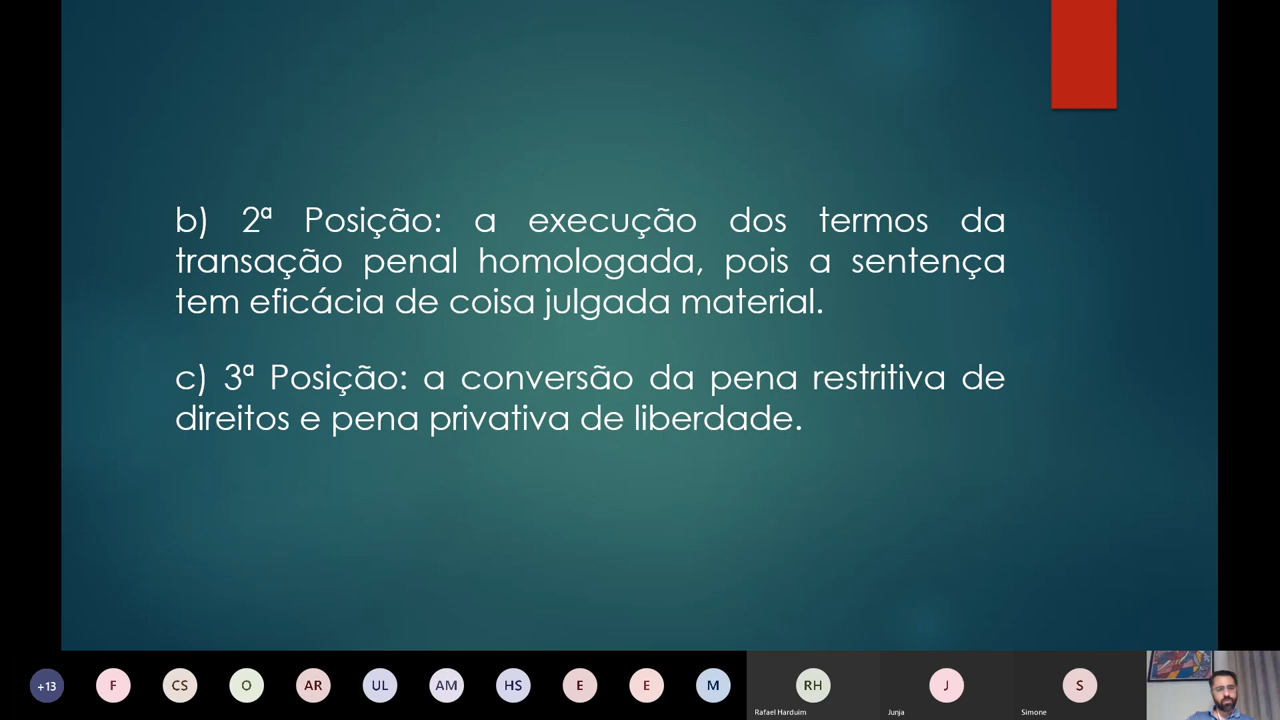 b) 2ª Posição: a execução dos termos da
transação penal homologada, pois a sentença
tem eficácia de coisa julgada material.
c) 3ª Posição: a conversão da pena restritiva de
direitos e pena privativa de liberdade.
+13
F
CS
O
AR
UL
AM
HS
E
E
M
RH
J
S
Rafael Harduim
Junja
Simone